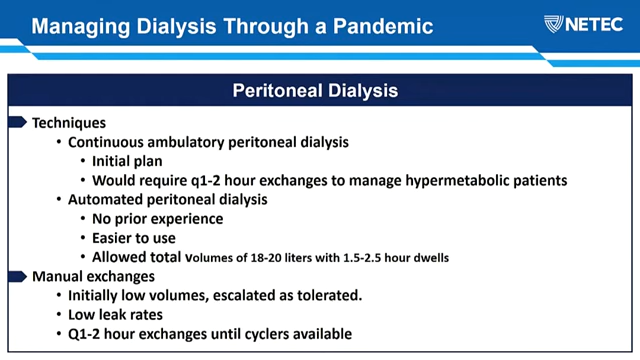 Managing Dialysis Through a Pandemic
NETEC
Peritoneal Dialysis
Techniques
• Continuous ambulatory peritoneal dialysis
• Initial plan
• Would require q1-2 hour exchanges to manage hypermetabolic patients
• Automated peritoneal dialysis
• No prior experience
• Easier to use
• Allowed total volumes of 18-20 liters with 1.5-2.5 hour dwells
Manual exchanges
• Initially low volumes, escalated as tolerated.
• Low leak rates
• Q1-2 hour exchanges until cyclers available